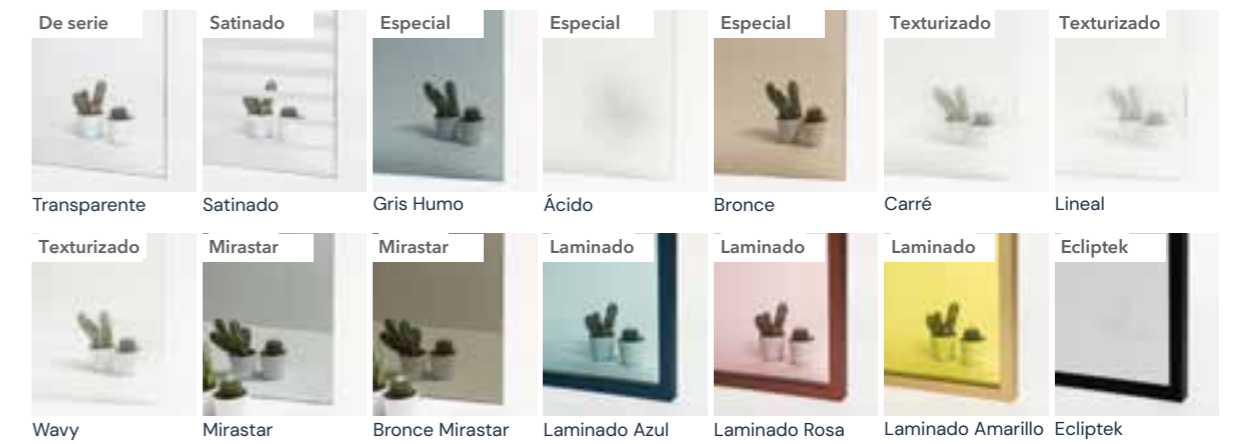 De serie Satinado Especial Especial Especial Texturizado Texturizado
Transparente Satinado Gris Humo Ácido Bronce Carré Lineal
Texturizado Mirastar Mirastar Laminado Laminado Laminado Ecliptek
Wavy Mirastar Bronce Mirastar Laminado Azul Laminado Rosa Laminado Amarillo Ecliptek